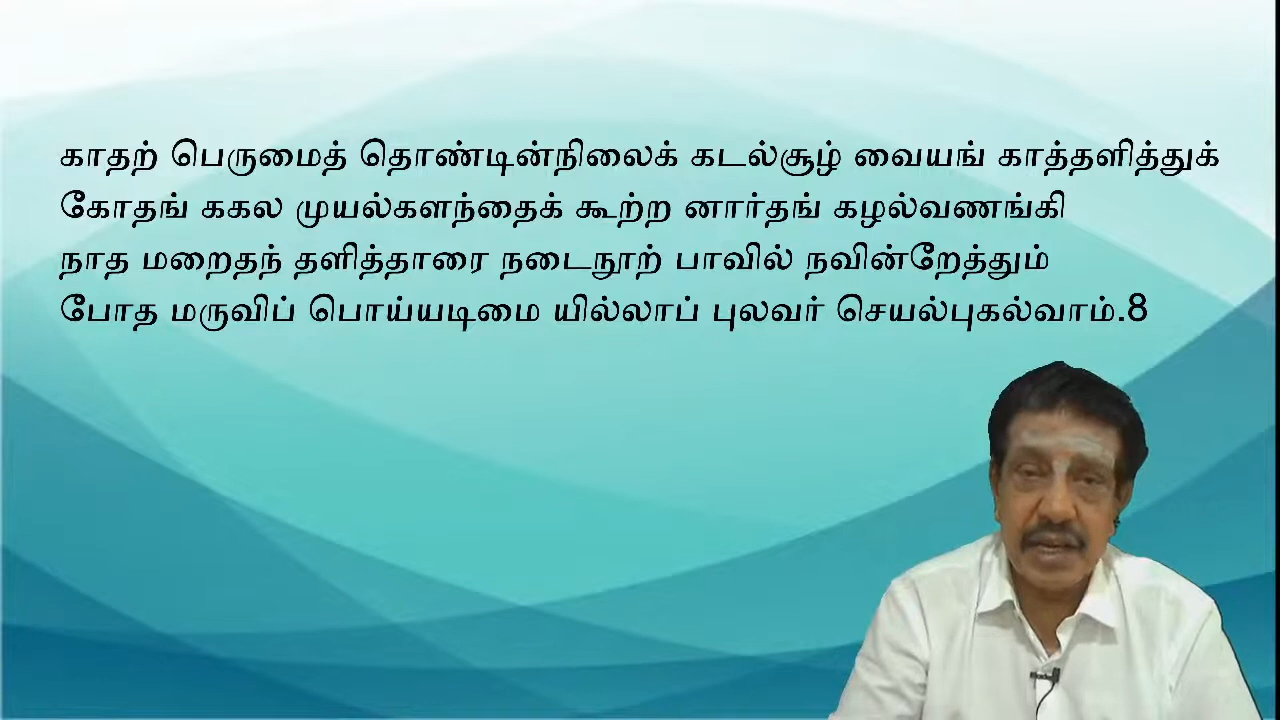 காதற் பெருமைத் தொண்டின்நிலைக் கடல்சூழ் வையங் காத்தளித்துக்
கோதங் ககல முயல்களந்தைக் கூற்ற னார்தங் கழல்வணங்கி
நாத மறைதந் தளித்தாரை நடைநூற் பாவில் நவின்றேத்தும்
போத மருவிப் பொய்யடிமை யில்லாப் புலவர் செயல்புகல்வாம்.8